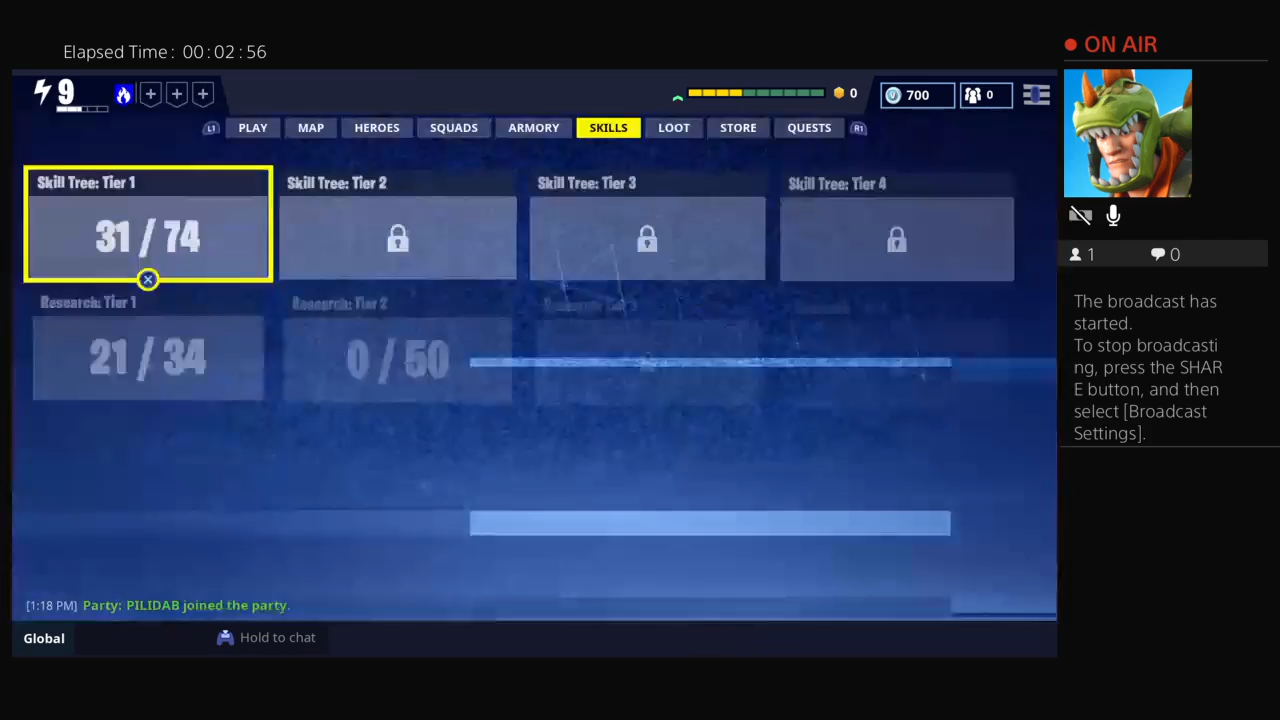 Elapsed Time: 00:02:56
ON AIR
9
0
700
0
L1 PLAY MAP HEROES SQUADS ARMORY SKILLS LOOT STORE QUESTS R1
Skill Tree: Tier 1
Skill Tree: Tier 2
Skill Tree: Tier 3
Skill Tree: Tier 4
31 / 74
Research: Tier 1
Research: Tier 2
21 / 34
0 / 50
1
0
The broadcast has
started.
To stop broadcasti
ng, press the SHAR
E button, and then
select [Broadcast
Settings].
[1:18 PM] Party: PILIDAB joined the party.
Global
Hold to chat